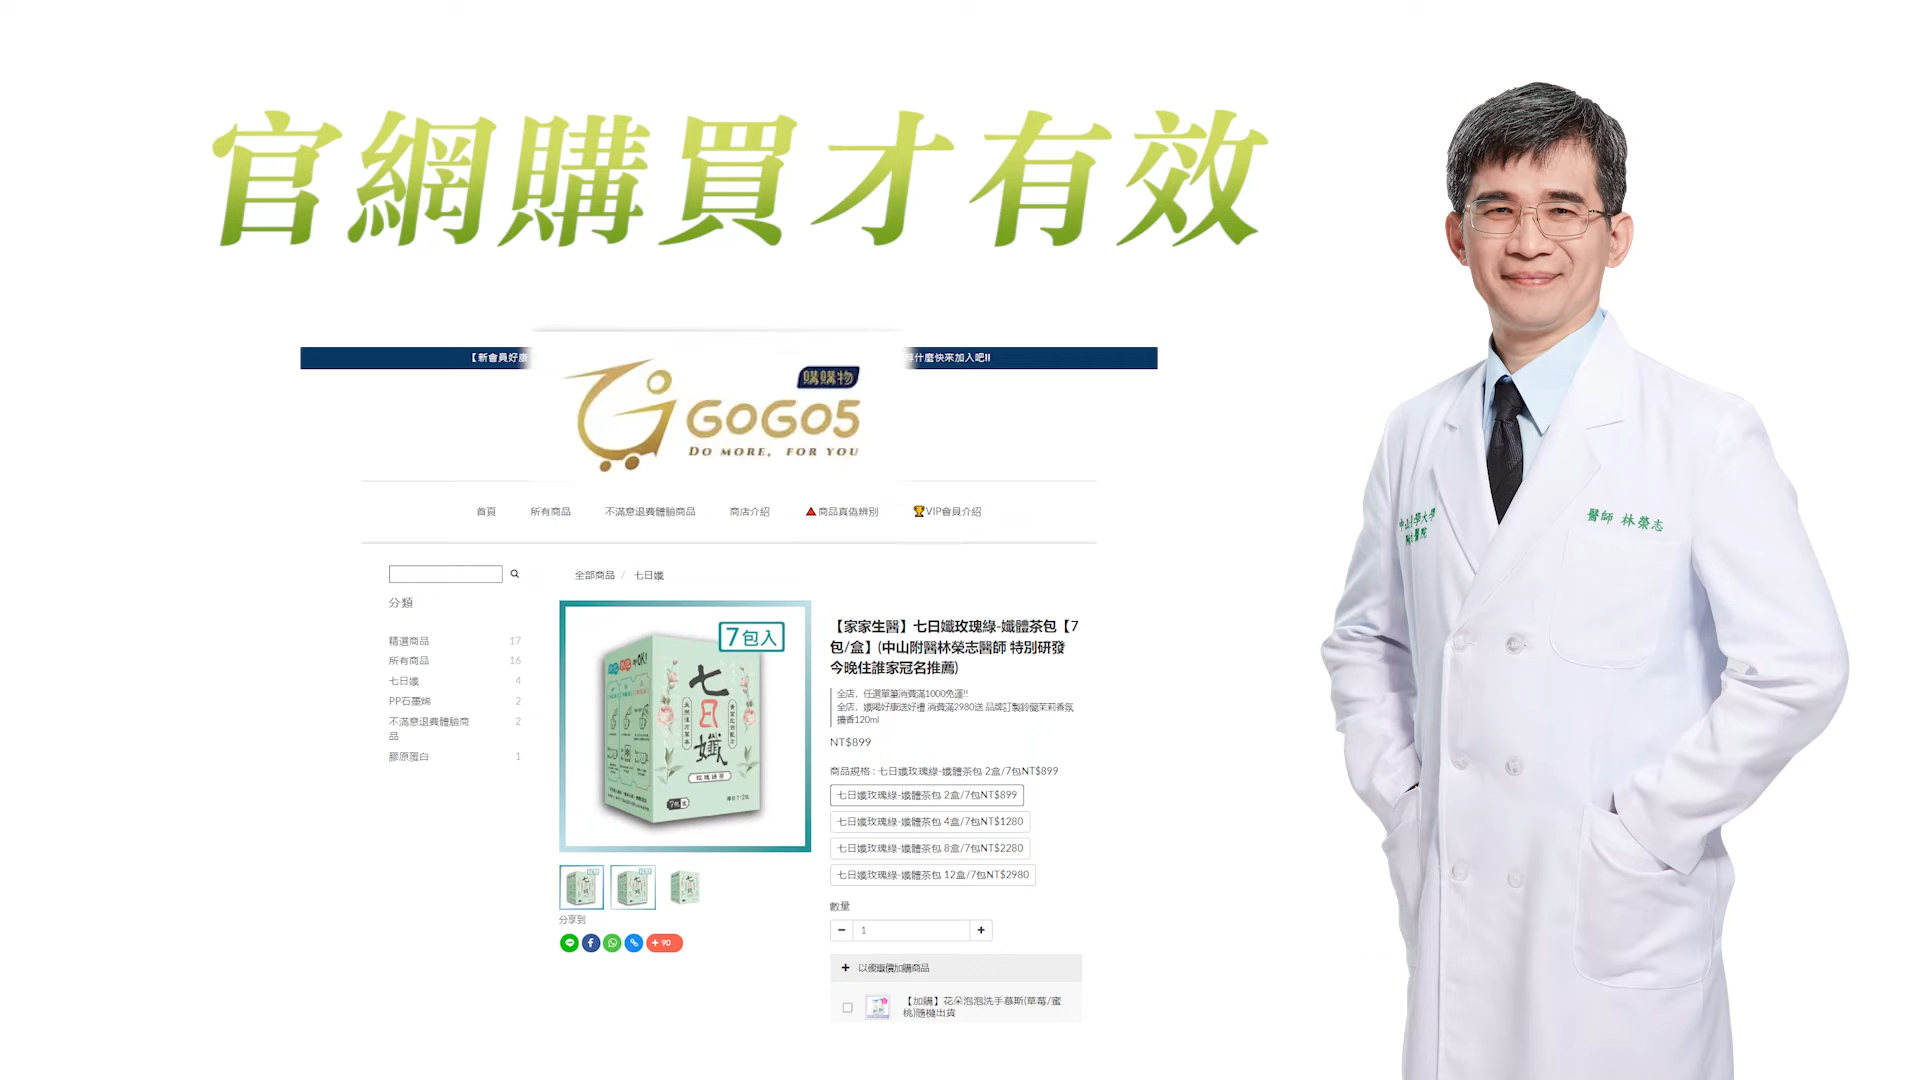 官網購買才有效
【新會員好康
等什麼快來加入吧!!
購購物
GOGO5
DO MORE, FOR YOU
首頁
所有商品
不滿意退費體驗商品
商店介紹
🔺商品真偽辨別
🏆VIP會員介紹
中山 學大學
附 醫院
醫師 林榮志
全部商品 / 七日孅
分類
精選商品 17
所有商品 16
七日孅 4
PP石墨烯 2
不滿意退費體驗商品 2
膠原蛋白 1
7包入
七日孅
玫瑰綠茶
【家家生醫】七日孅玫瑰綠-孅體茶包【7
包/盒】(中山附醫林榮志醫師 特別研發
今晚住誰家冠名推薦)
全店，任選單筆消費滿1000免運!!
全店，孅喝好康送好禮 消費滿2980送 品牌訂製鈴蘭茉莉香氛
擴香120ml
NT$899
商品規格 : 七日孅玫瑰綠-孅體茶包 2盒/7包NT$899
七日孅玫瑰綠-孅體茶包 2盒/7包NT$899
七日孅玫瑰綠-孅體茶包 4盒/7包NT$1280
七日孅玫瑰綠-孅體茶包 8盒/7包NT$2280
七日孅玫瑰綠-孅體茶包 12盒/7包NT$2980
分享到
+ 90
數量
− 1 +
+ 以優惠價加購商品
【加購】花朵泡泡洗手慕斯(草莓/蜜
桃)隨機出貨